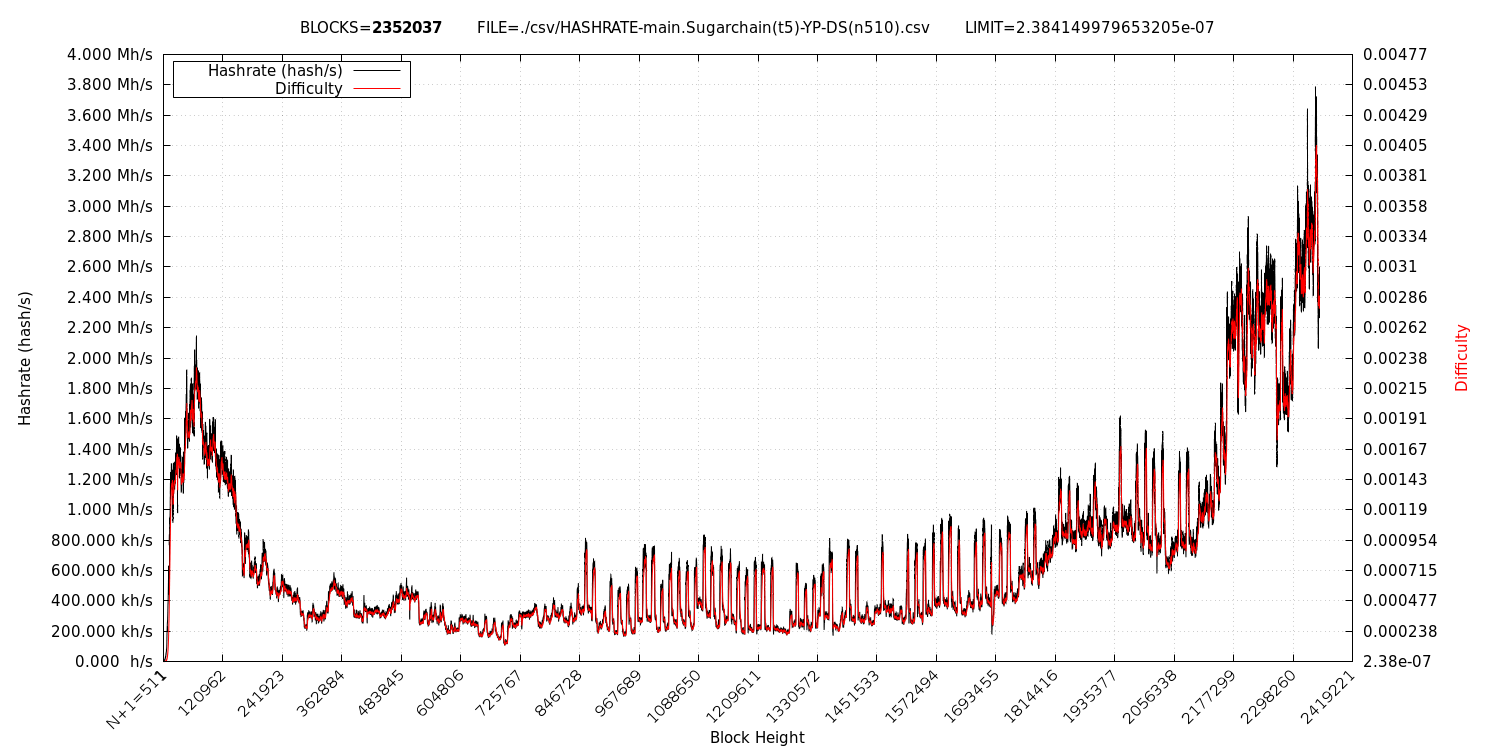 BLOCKS=2352037 FILE=./csv/HASHRATE-main.Sugarchain(t5)-YP-DS(n510).csv LIMIT=2.384149979653205e-07
Hashrate (hash/s)
Difficulty
4.000 Mh/s
3.800 Mh/s
3.600 Mh/s
3.400 Mh/s
3.200 Mh/s
3.000 Mh/s
2.800 Mh/s
2.600 Mh/s
2.400 Mh/s
2.200 Mh/s
2.000 Mh/s
1.800 Mh/s
1.600 Mh/s
1.400 Mh/s
1.200 Mh/s
1.000 Mh/s
800.000 kh/s
600.000 kh/s
400.000 kh/s
200.000 kh/s
0.000 h/s
Hashrate (hash/s)
0.00477
0.00453
0.00429
0.00405
0.00381
0.00358
0.00334
0.0031
0.00286
0.00262
0.00238
0.00215
0.00191
0.00167
0.00143
0.00119
0.000954
0.000715
0.000477
0.000238
2.38e-07
Difficulty
N+1=511
120962
241923
362884
483845
604806
725767
846728
967689
1088650
1209611
1330572
1451533
1572494
1693455
1814416
1935377
2056338
2177299
2298260
2419221
Block Height